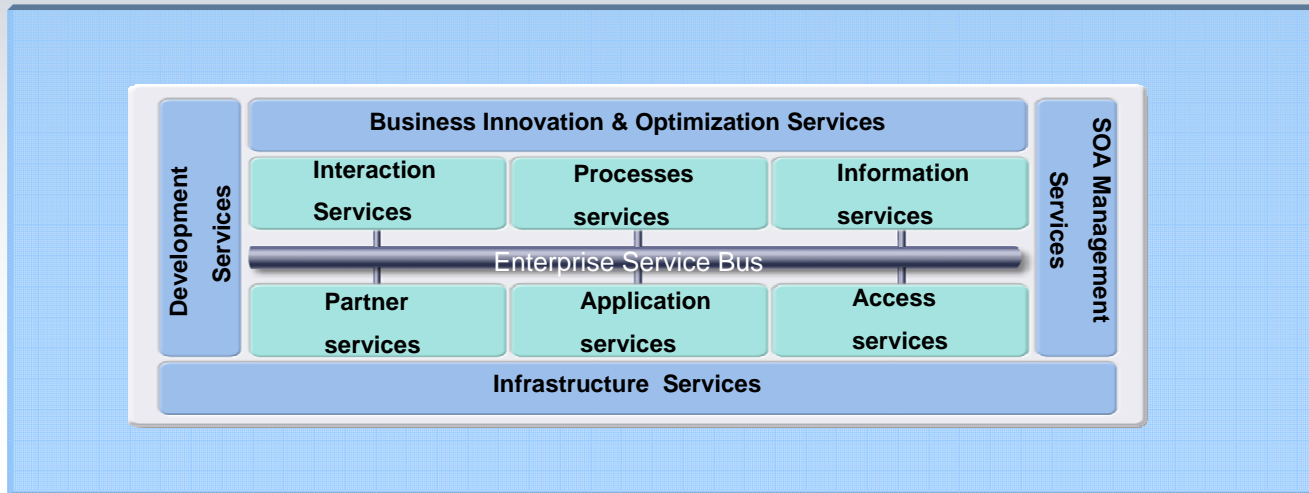 Business Innovation & Optimization Services
Development
Services
Interaction
Services
Processes
services
Information
services
Enterprise Service Bus
Partner
services
Application
services
Access
services
SOA Management
Services
Infrastructure  Services